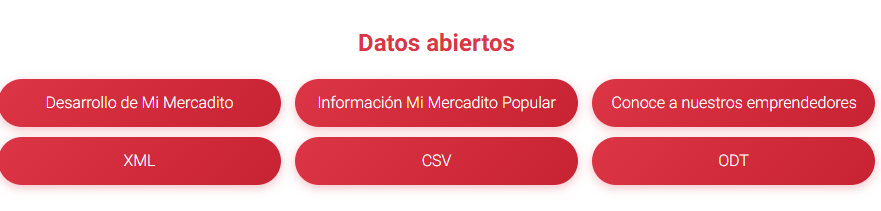 Datos abiertos
Desarrollo de Mi Mercadito
Información Mi Mercadito Popular
Conoce a nuestros emprendedores
XML
CSV
ODT